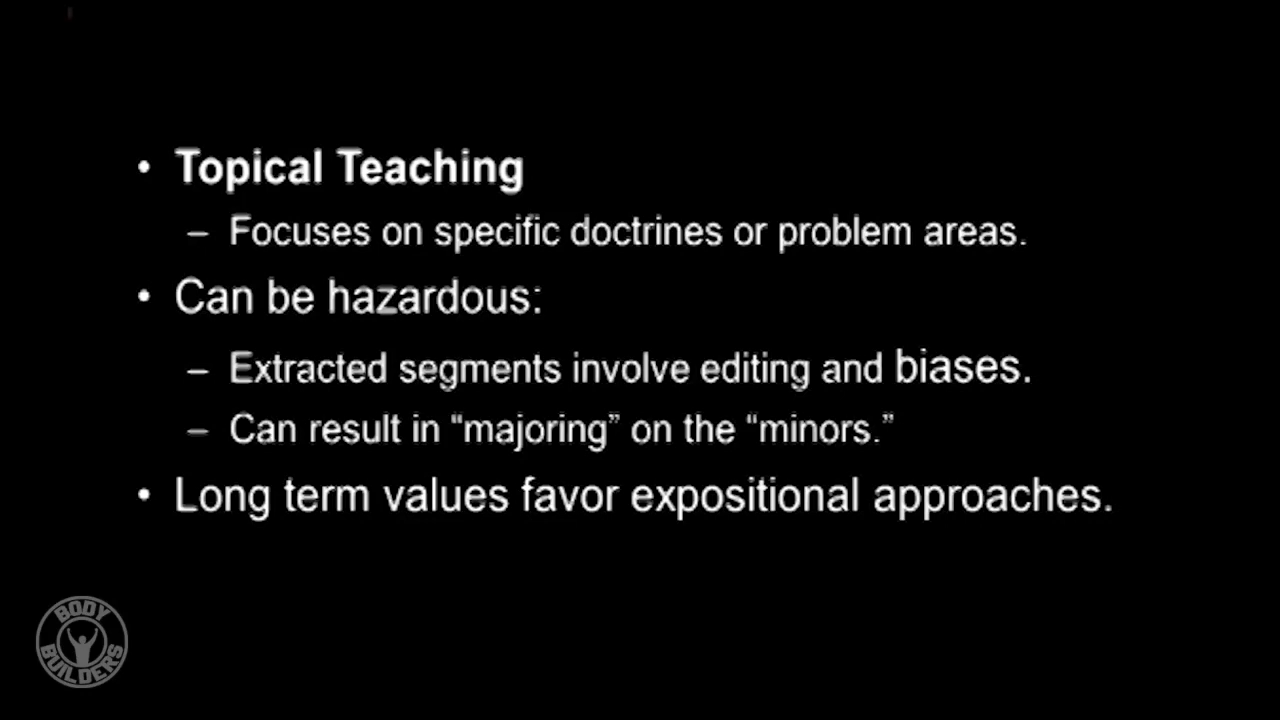 • Topical Teaching
– Focuses on specific doctrines or problem areas.
• Can be hazardous:
– Extracted segments involve editing and biases.
– Can result in “majoring” on the “minors.”
• Long term values favor expositional approaches.
BODY
BUILDERS